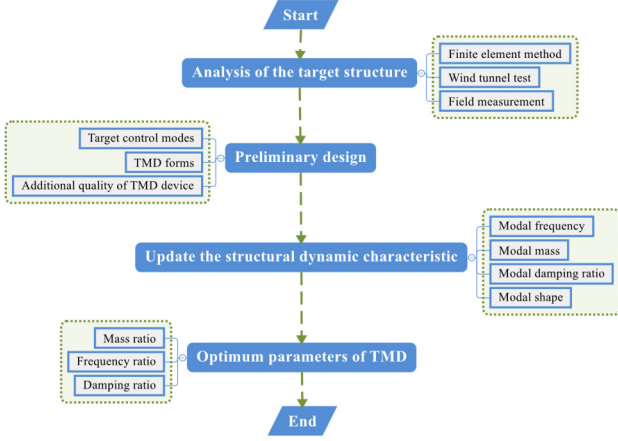 Start
Analysis of the target structure
Finite element method
Wind tunnel test
Field measurement
Target control modes
TMD forms
Additional quality of TMD device
Preliminary design
Update the structural dynamic characteristic
Modal frequency
Modal mass
Modal damping ratio
Modal shape
Mass ratio
Frequency ratio
Damping ratio
Optimum parameters of TMD
End